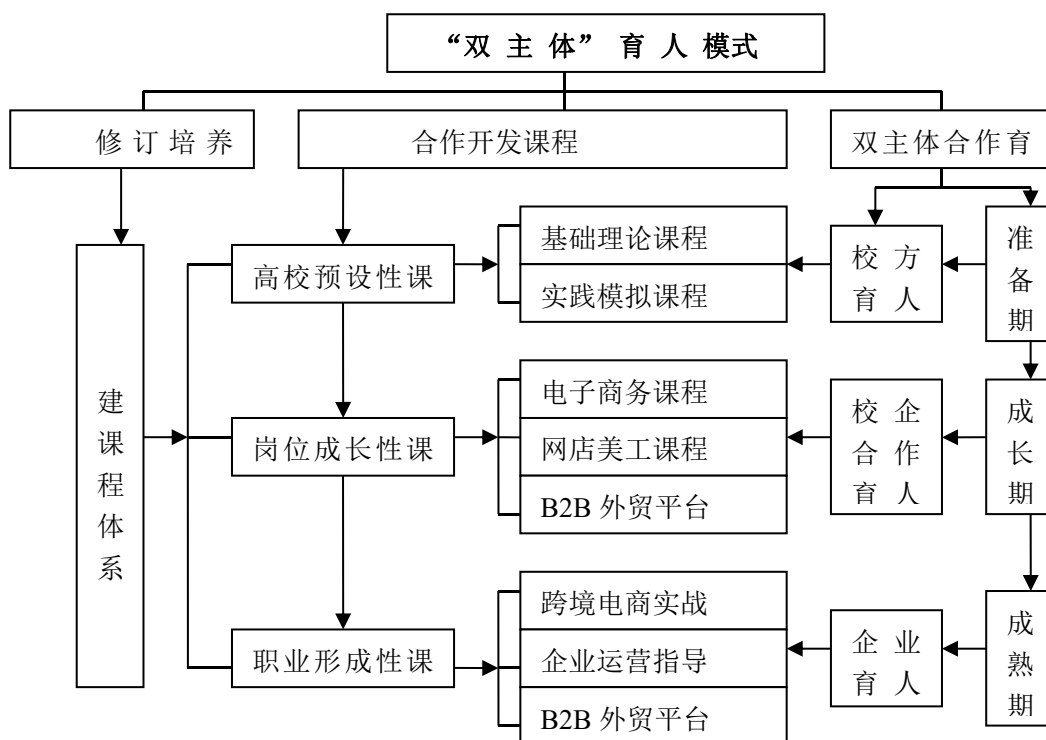 “双 主 体” 育 人 模式
修 订 培 养
合作开发课程
双主体合作育
基础理论课程
实践模拟课程
高校预设性课
校 方
育 人
准
备
期
建
课
程
体
系
电子商务课程
网店美工课程
B2B 外贸平台
岗位成长性课
校 企
合 作
育 人
成
长
期
跨境电商实战
企业运营指导
B2B 外贸平台
职业形成性课
企 业
育 人
成
熟
期